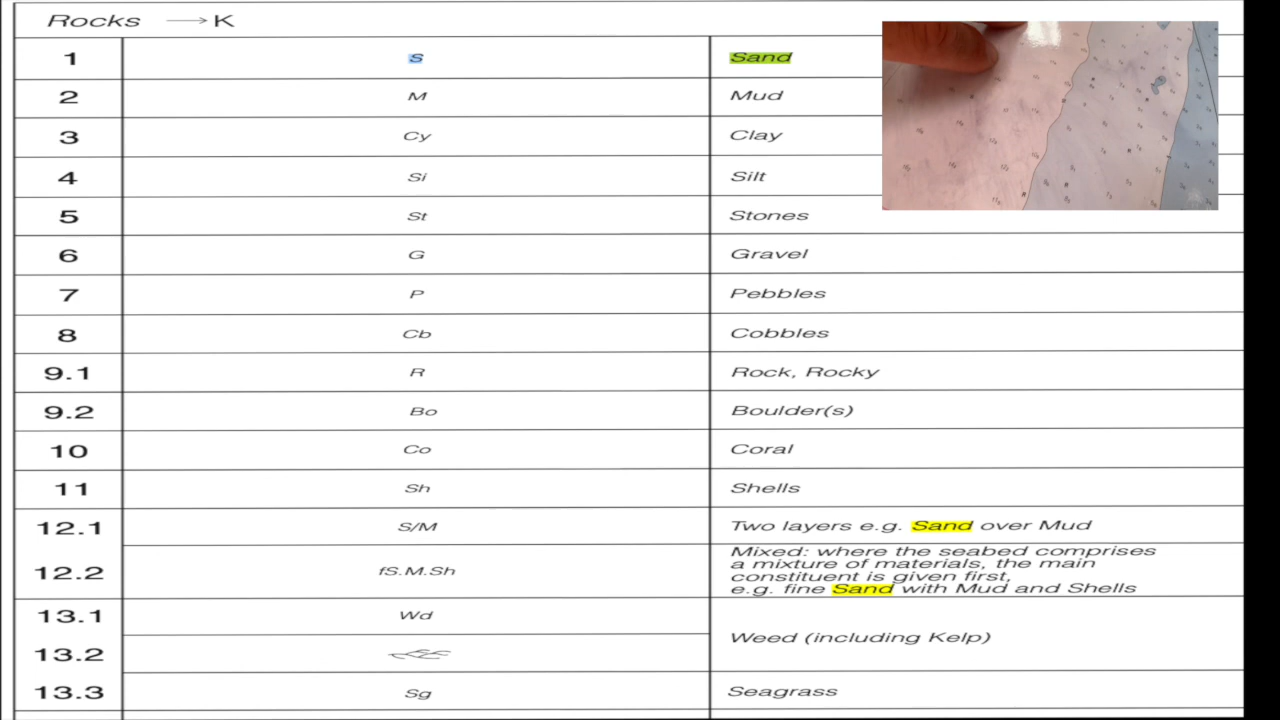 Rocks → K
1 S Sand
2 M Mud
3 Cy Clay
4 Si Silt
5 St Stones
6 G Gravel
7 P Pebbles
8 Cb Cobbles
9.1 R Rock, Rocky
9.2 Bo Boulder(s)
10 Co Coral
11 Sh Shells
12.1 S/M Two layers e.g. Sand over Mud
12.2 fS.M.Sh Mixed: where the seabed comprises
a mixture of materials, the main
constituent is given first,
e.g. fine Sand with Mud and Shells
13.1 Wd Weed (including Kelp)
13.2
13.3 Sg Seagrass